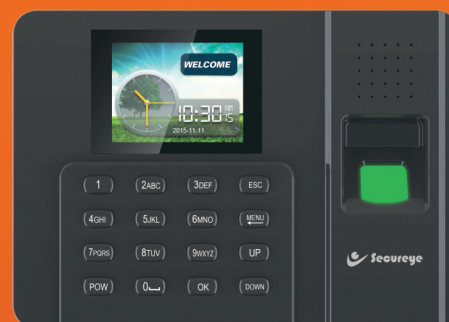 WELCOME
10:30 15
2015-11-11
1 2ABC 3DEF ESC
4GHI 5JKL 6MNO MENU
7PQRS 8TUV 9WXYZ UP
POW 0 OK DOWN
Secureye